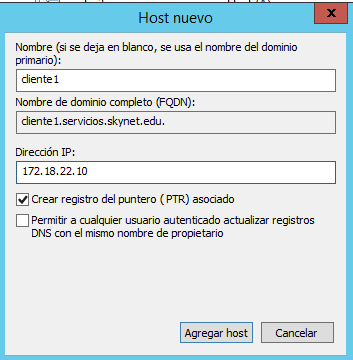 Host nuevo
x
Nombre (si se deja en blanco, se usa el nombre del dominio
primario):
cliente1
Nombre de dominio completo (FQDN):
cliente1.servicios.skynet.edu.
Dirección IP:
172.18.22.10
Crear registro del puntero (PTR) asociado
Permitir a cualquier usuario autenticado actualizar registros
DNS con el mismo nombre de propietario
Agregar host
Cancelar